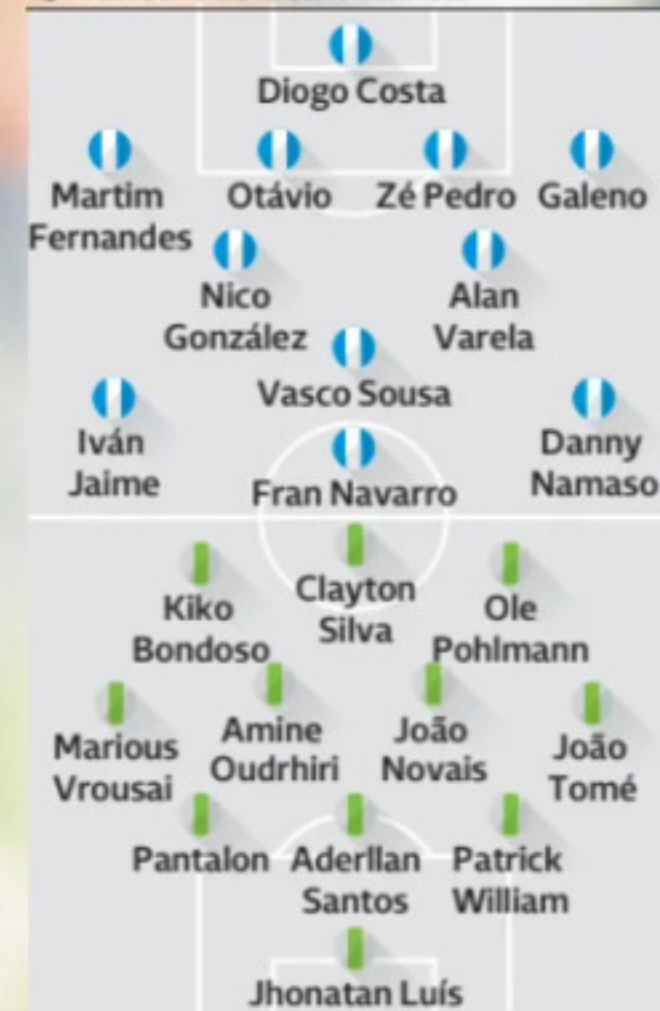 Diogo Costa
Martim
Fernandes
Otávio
Zé Pedro
Galeno
Nico
González
Alan
Varela
Vasco Sousa
Iván
Jaime
Danny
Namaso
Fran Navarro
Kiko
Bondoso
Clayton
Silva
Ole
Pohlmann
Marious
Vrousai
Amine
Oudrhiri
João
Novais
João
Tomé
Pantalon
Aderllan
Santos
Patrick
William
Jhonatan Luís